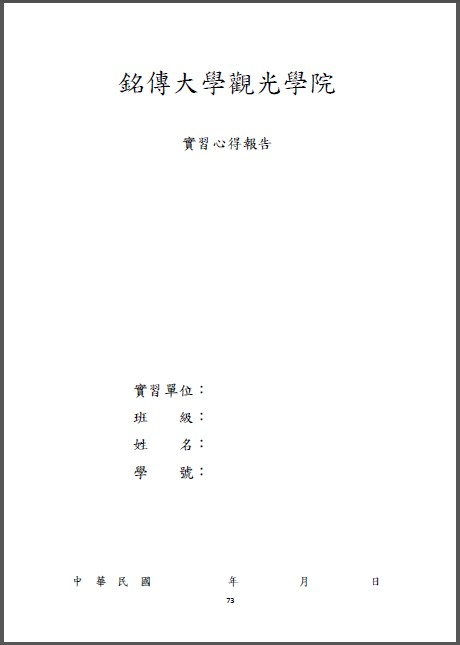 銘傳大學觀光學院
實習心得報告
實習單位：
班　　級：
姓　　名：
學　　號：
中　華　民　國　　　　年　　　　月　　　　日
73